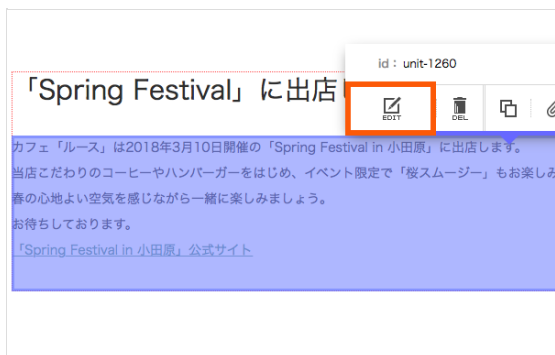 id： unit-1260
「Spring Festival」に出店
EDIT
DEL
カフェ「ルース」は2018年3月10日開催の「Spring Festival in 小田原」に出店します。
当店こだわりのコーヒーやハンバーガーをはじめ、イベント限定で「桜スムージー」もお楽しみ
春の心地よい空気を感じながら一緒に楽しみましょう。
お待ちしております。
「Spring Festival in 小田原」公式サイト